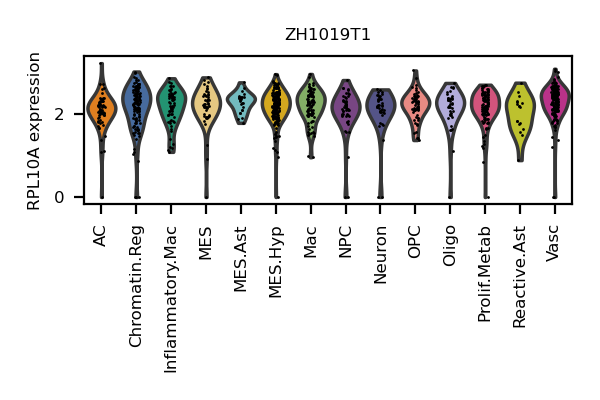 ZH1019T1
RPL10A expression
2
0
AC
Chromatin.Reg
Inflammatory.Mac
MES
MES.Ast
MES.Hyp
Mac
NPC
Neuron
OPC
Oligo
Prolif.Metab
Reactive.Ast
Vasc